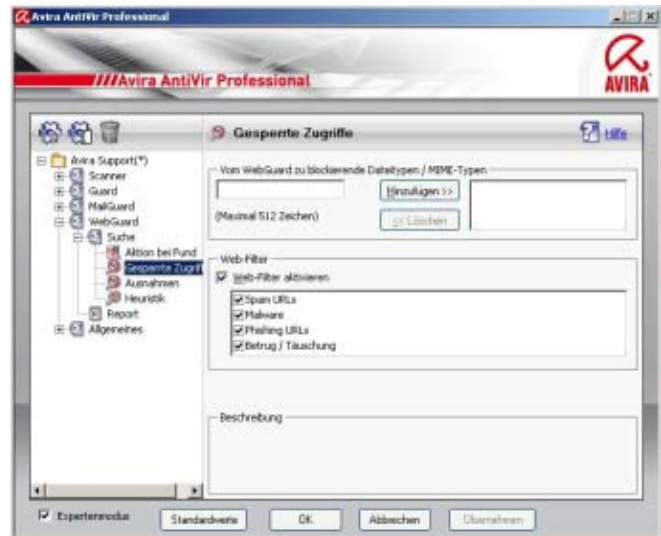 Avira AntiVir Professional
Avira AntiVir Professional
AVIRA
Gesperrte Zugriffe
Hilfe
Avira Support(*)
Scanner
Guard
MailGuard
WebGuard
Suche
Aktion bei Fund
Gesperrte Zugriff
Ausnahmen
Heuristik
Report
Allgemeines
Vom WebGuard zu blockierende Dateitypen / MIME-Typen
Hinzufügen >>
(Maximal 512 Zeichen)
<< Löschen
Web-Filter
Web-Filter aktivieren
Spam URLs
Malware
Phishing URLs
Betrug / Täuschung
Beschreibung
Expertenmodus
Standardwerte
OK
Abbrechen
Übernehmen